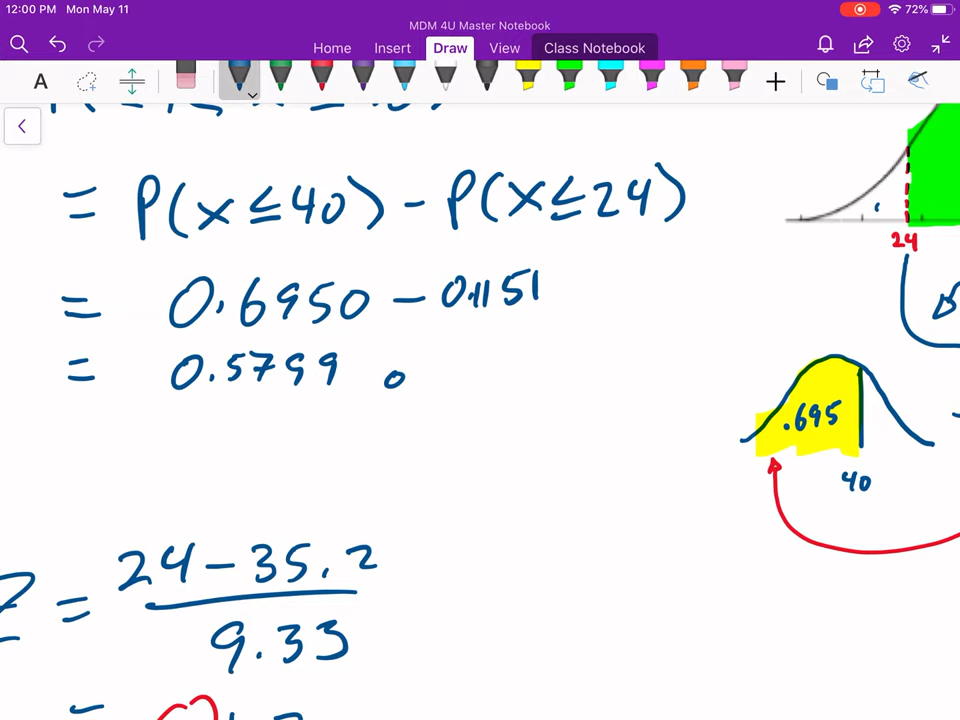 12:00 PM Mon May 11
72%
MDM 4U Master Notebook
Home Insert Draw View Class Notebook
A
= P(x ≤ 40) - P(x ≤ 24)
= 0.6950 - 0.1151
= 0.5799 o
24
.695
40
Z = 24 - 35.2
9.33
=